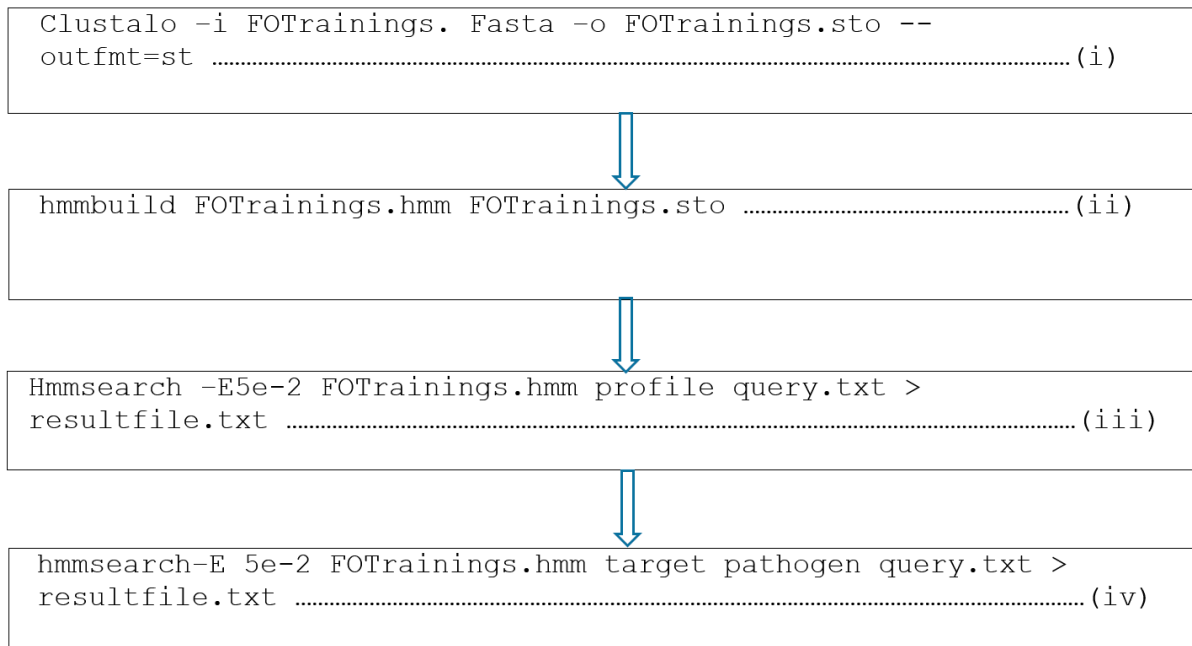 Clustalo –i FOTrainings. Fasta –o FOTrainings.sto --
outfmt=st ..........................................................................(i)
hmmbuild FOTrainings.hmm FOTrainings.sto ..............................(ii)
Hmmsearch –E5e-2 FOTrainings.hmm profile query.txt >
resultfile.txt ....................................................................(iii)
hmmsearch–E 5e-2 FOTrainings.hmm target pathogen query.txt >
resultfile.txt ....................................................................(iv)